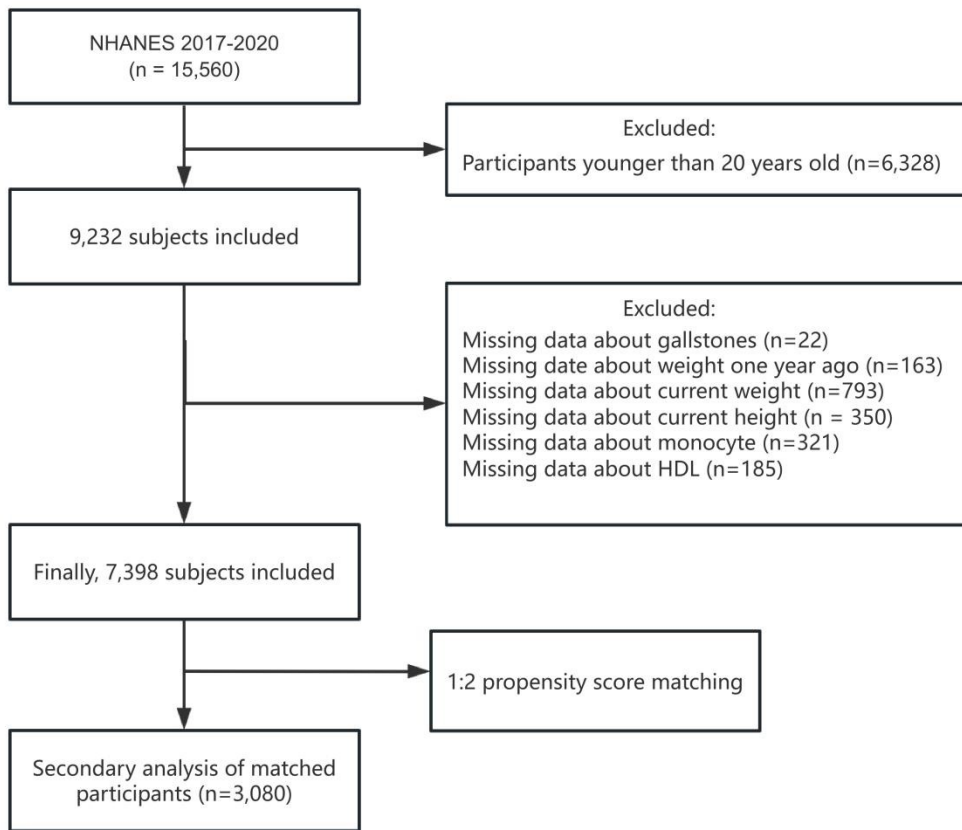 NHANES 2017-2020
(n = 15,560)
Excluded:
Participants younger than 20 years old (n=6,328)
9,232 subjects included
Excluded:
Missing data about gallstones (n=22)
Missing date about weight one year ago (n=163)
Missing data about current weight (n=793)
Missing data about current height (n = 350)
Missing data about monocyte (n=321)
Missing data about HDL (n=185)
Finally, 7,398 subjects included
1:2 propensity score matching
Secondary analysis of matched
participants (n=3,080)